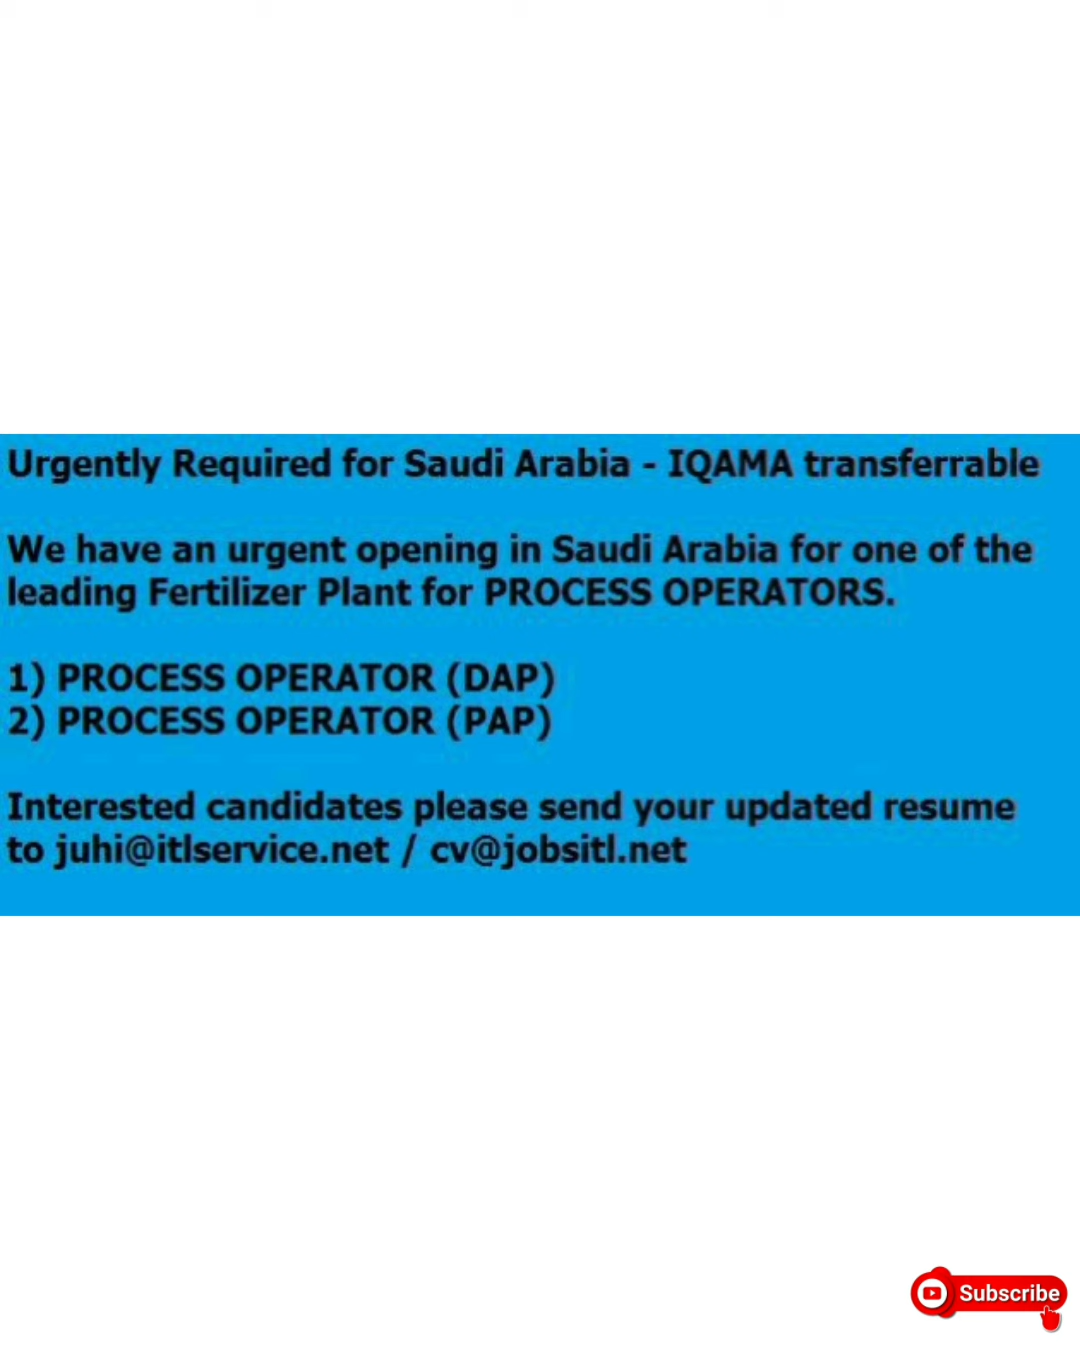 Urgently Required for Saudi Arabia - IQAMA transferrable
We have an urgent opening in Saudi Arabia for one of the
leading Fertilizer Plant for PROCESS OPERATORS.
1) PROCESS OPERATOR (DAP)
2) PROCESS OPERATOR (PAP)
Interested candidates please send your updated resume
to juhi@itlservice.net / cv@jobsitl.net
Subscribe